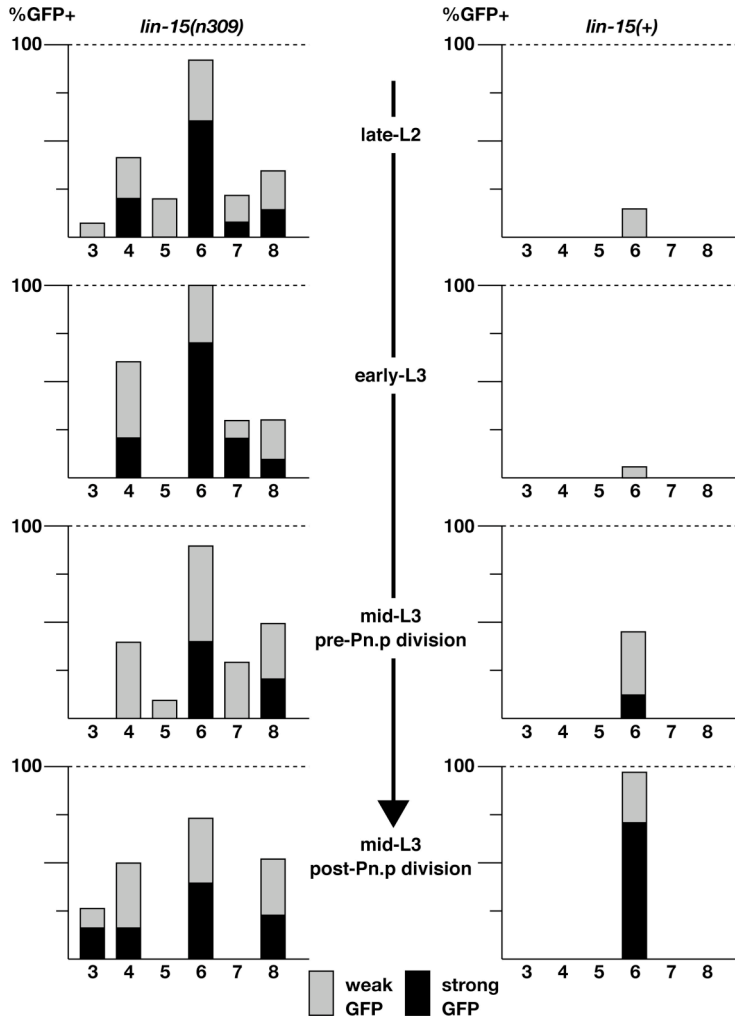 %GFP+ lin-15(n309) %GFP+ lin-15(+)
100 100
late-L2
3 4 5 6 7 8 3 4 5 6 7 8
100 100
early-L3
3 4 5 6 7 8 3 4 5 6 7 8
100 100
mid-L3
pre-Pn.p division
3 4 5 6 7 8 3 4 5 6 7 8
100 100
mid-L3
post-Pn.p division
3 4 5 6 7 8 3 4 5 6 7 8
weak strong
GFP GFP